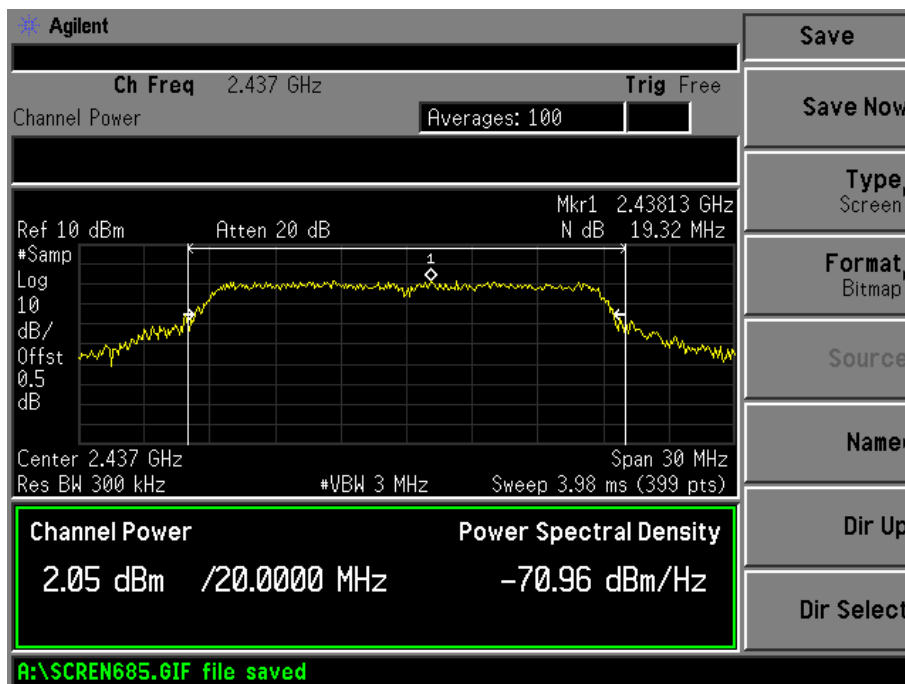 Agilent
Ch Freq 2.437 GHz Trig Free
Channel Power Averages: 100
Mkr1 2.43813 GHz
Ref 10 dBm Atten 20 dB N dB 19.32 MHz
#Samp
Log
10
dB/
Offst
0.5
dB
1
Center 2.437 GHz Span 30 MHz
Res BW 300 kHz #VBW 3 MHz Sweep 3.98 ms (399 pts)
Channel Power Power Spectral Density
2.05 dBm /20.0000 MHz -70.96 dBm/Hz
A:\SCREN685.GIF file saved
Save
Save Now
Type
Screen
Format
Bitmap
Source
Name
Dir Up
Dir Select